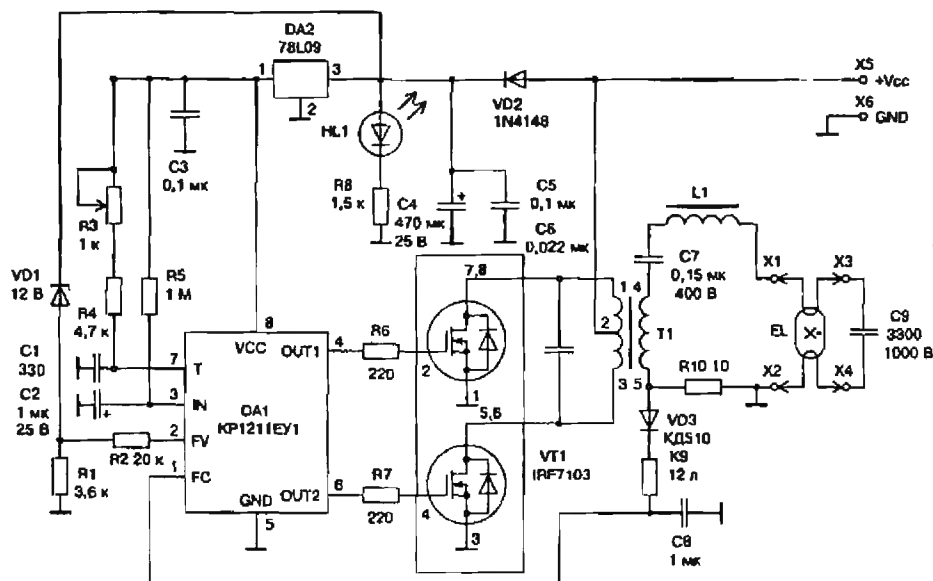 DA2
78L09
1
3
2
HL1
VD2
1N4148
X5
+Vcc
X6
GND
C3
0,1 мк
R8
1,5 к
C4
470 мк
25 В
C5
0,1 мк
C6
0,022 мк
L1
R3
1 к
VD1
12 В
R4
4,7 к
R5
1 М
C7
0,15 мк
400 В
X1
X3
EL
C9
3300
1000 В
X2
X4
7,8
1 4
2
T1
3 5
R10 10
C1
330
C2
1 мк
25 В
8
VCC
OUT1
4
R6
220
2
1
5,6
7
T
3
IN
DA1
КР1211ЕУ1
2
FV
R2 20 к
1
FC
R1
3,6 к
GND
5
OUT2
6
R7
220
4
3
VT1
IRF7103
VD3
КД510
К9
12 л
C8
1 мк